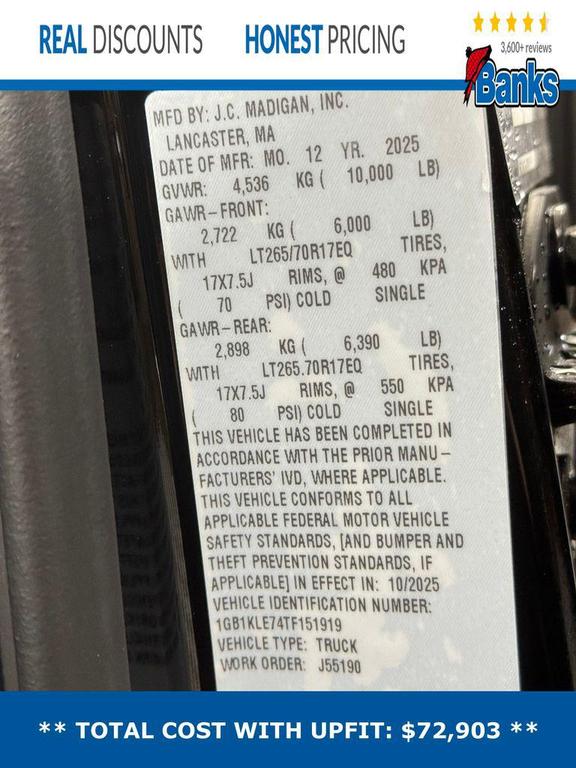 REAL DISCOUNTS HONEST PRICING
3,600+ reviews
Banks
MFD BY: J.C. MADIGAN, INC.
LANCASTER, MA
DATE OF MFR: MO. 12 YR. 2025
GVWR: 4,536 KG ( 10,000 LB)
GAWR-FRONT:
2,722 KG ( 6,000 LB)
WITH LT265/70R17EQ TIRES,
17X7.5J RIMS, @ 480 KPA
( 70 PSI) COLD SINGLE
GAWR-REAR:
2,898 KG ( 6,390 LB)
WITH LT265.70R17EQ TIRES,
17X7.5J RIMS, @ 550 KPA
( 80 PSI) COLD SINGLE
THIS VEHICLE HAS BEEN COMPLETED IN
ACCORDANCE WITH THE PRIOR MANU-
FACTURERS' IVD, WHERE APPLICABLE.
THIS VEHICLE CONFORMS TO ALL
APPLICABLE FEDERAL MOTOR VEHICLE
SAFETY STANDARDS, [AND BUMPER AND
THEFT PREVENTION STANDARDS, IF
APPLICABLE] IN EFFECT IN: 10/2025
VEHICLE IDENTIFICATION NUMBER:
1GB1KLE74TF151919
VEHICLE TYPE: TRUCK
WORK ORDER: J55190
** TOTAL COST WITH UPFIT: $72,903 **